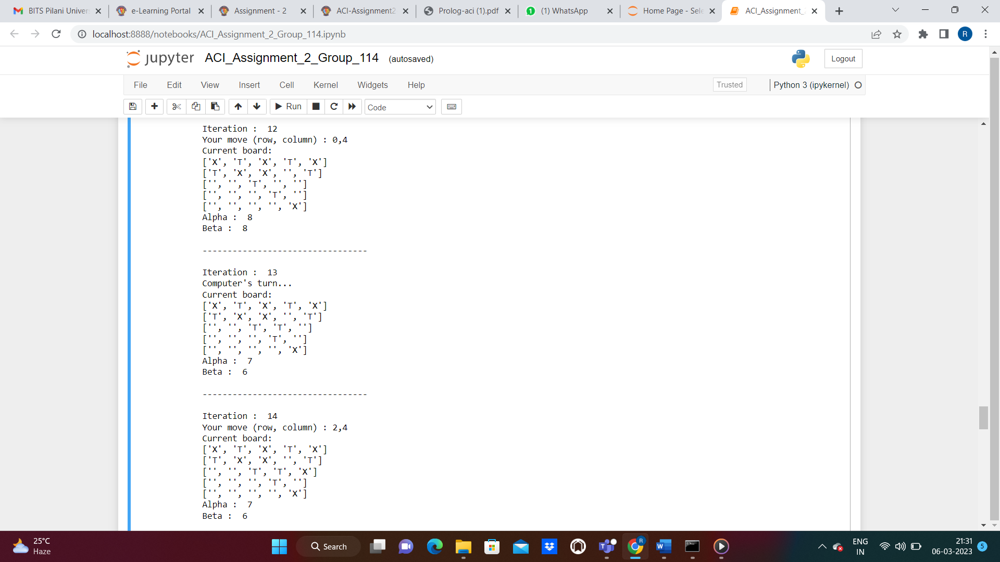 BITS Pilani Univers
e-Learning Portal
Assignment - 2
ACI-Assignment2
Prolog-aci (1).pdf
1
(1) WhatsApp
Home Page - Sele
ACI_Assignment_2
localhost:8888/notebooks/ACI_Assignment_2_Group_114.ipynb
R
jupyter ACI_Assignment_2_Group_114 (autosaved)
Logout
File Edit View Insert Cell Kernel Widgets Help
Trusted
Python 3 (ipykernel)
Run
Code
Iteration :  12
Your move (row, column) : 0,4
Current board:
['X', 'T', 'X', 'T', 'X']
['T', 'X', 'X', '', 'T']
['', '', 'T', '', '']
['', '', '', 'T', '']
['', '', '', '', 'X']
Alpha :  8
Beta :  8
---------------------------------
Iteration :  13
Computer's turn...
Current board:
['X', 'T', 'X', 'T', 'X']
['T', 'X', 'X', '', 'T']
['', '', 'T', 'T', '']
['', '', '', 'T', '']
['', '', '', '', 'X']
Alpha :  7
Beta :  6
---------------------------------
Iteration :  14
Your move (row, column) : 2,4
Current board:
['X', 'T', 'X', 'T', 'X']
['T', 'X', 'X', '', 'T']
['', '', 'T', 'T', 'X']
['', '', '', 'T', '']
['', '', '', '', 'X']
Alpha :  7
Beta :  6
25°C
Haze
Search
R
ENG
IN
21:31
06-03-2023
5